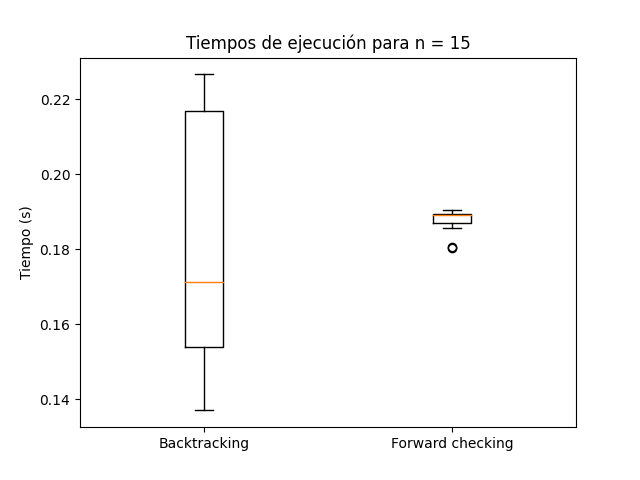 Tiempos de ejecución para n = 15
0.22
0.20
0.18
0.16
0.14
Tiempo (s)
Backtracking
Forward checking